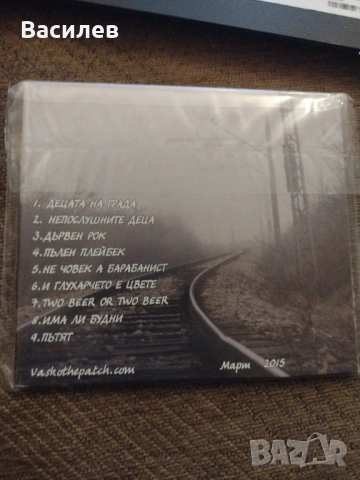 Василев
1. ДЕЦАТА НА ГРАДА
2. НЕПОСЛУШНИТЕ ДЕЦА
3. ДЪРВЕН РОК
4. ПЪЛЕН ПЛЕЙБЕК
5. НЕ ЧОВЕК А БАРАБАНИСТ
6. И ГЛУХАРЧЕТО Е ЦВЕТЕ
7. TWO BEER OR TWO BEER
8. ИМА ЛИ БУДНИ
9. ПЪТЯТ
vaskothepatch.com
Март 2015
BAZAR